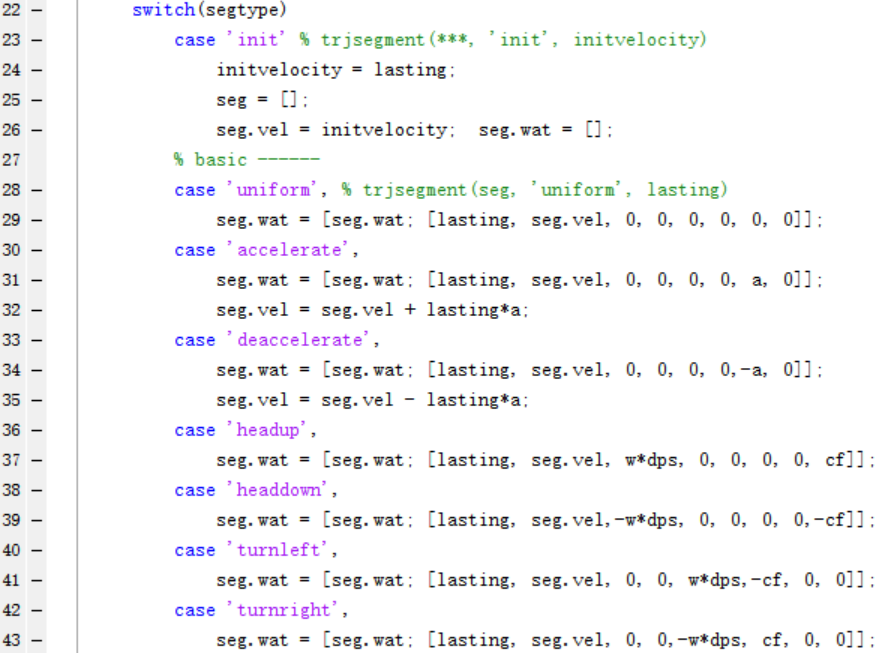 22 –         switch(segtype)
23 –             case 'init' % trjsegment(***, 'init', initvelocity)
24 –                 initvelocity = lasting;
25 –                 seg = [];
26 –                 seg.vel = initvelocity;  seg.wat = [];
27               % basic ------
28 –             case 'uniform', % trjsegment(seg, 'uniform', lasting)
29 –                 seg.wat = [seg.wat; [lasting, seg.vel, 0, 0, 0, 0, 0, 0]];
30 –             case 'accelerate',
31 –                 seg.wat = [seg.wat; [lasting, seg.vel, 0, 0, 0, 0, a, 0]];
32 –                 seg.vel = seg.vel + lasting*a;
33 –             case 'deaccelerate',
34 –                 seg.wat = [seg.wat; [lasting, seg.vel, 0, 0, 0, 0,-a, 0]];
35 –                 seg.vel = seg.vel - lasting*a;
36 –             case 'headup',
37 –                 seg.wat = [seg.wat; [lasting, seg.vel, w*dps, 0, 0, 0, 0, cf]];
38 –             case 'headdown',
39 –                 seg.wat = [seg.wat; [lasting, seg.vel,-w*dps, 0, 0, 0, 0,-cf]];
40 –             case 'turnleft',
41 –                 seg.wat = [seg.wat; [lasting, seg.vel, 0, 0, w*dps,-cf, 0, 0]];
42 –             case 'turnright',
43 –                 seg.wat = [seg.wat; [lasting, seg.vel, 0, 0,-w*dps, cf, 0, 0]];